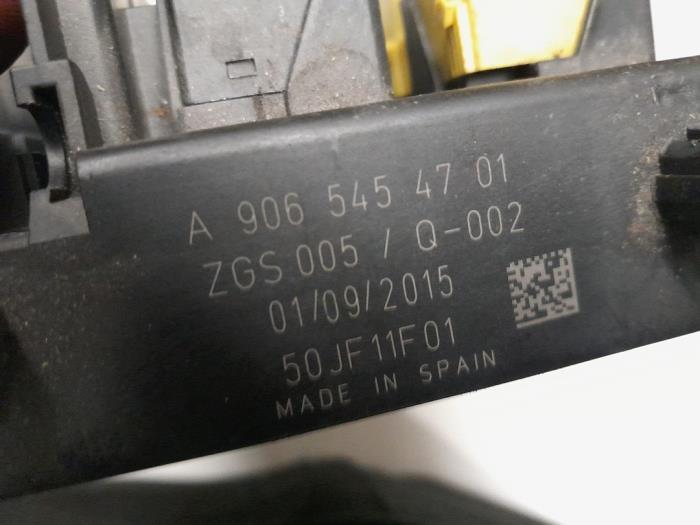 A 906 545 47 01
ZGS 005 / Q-002
01/09/2015
50JF11F01
MADE IN SPAIN